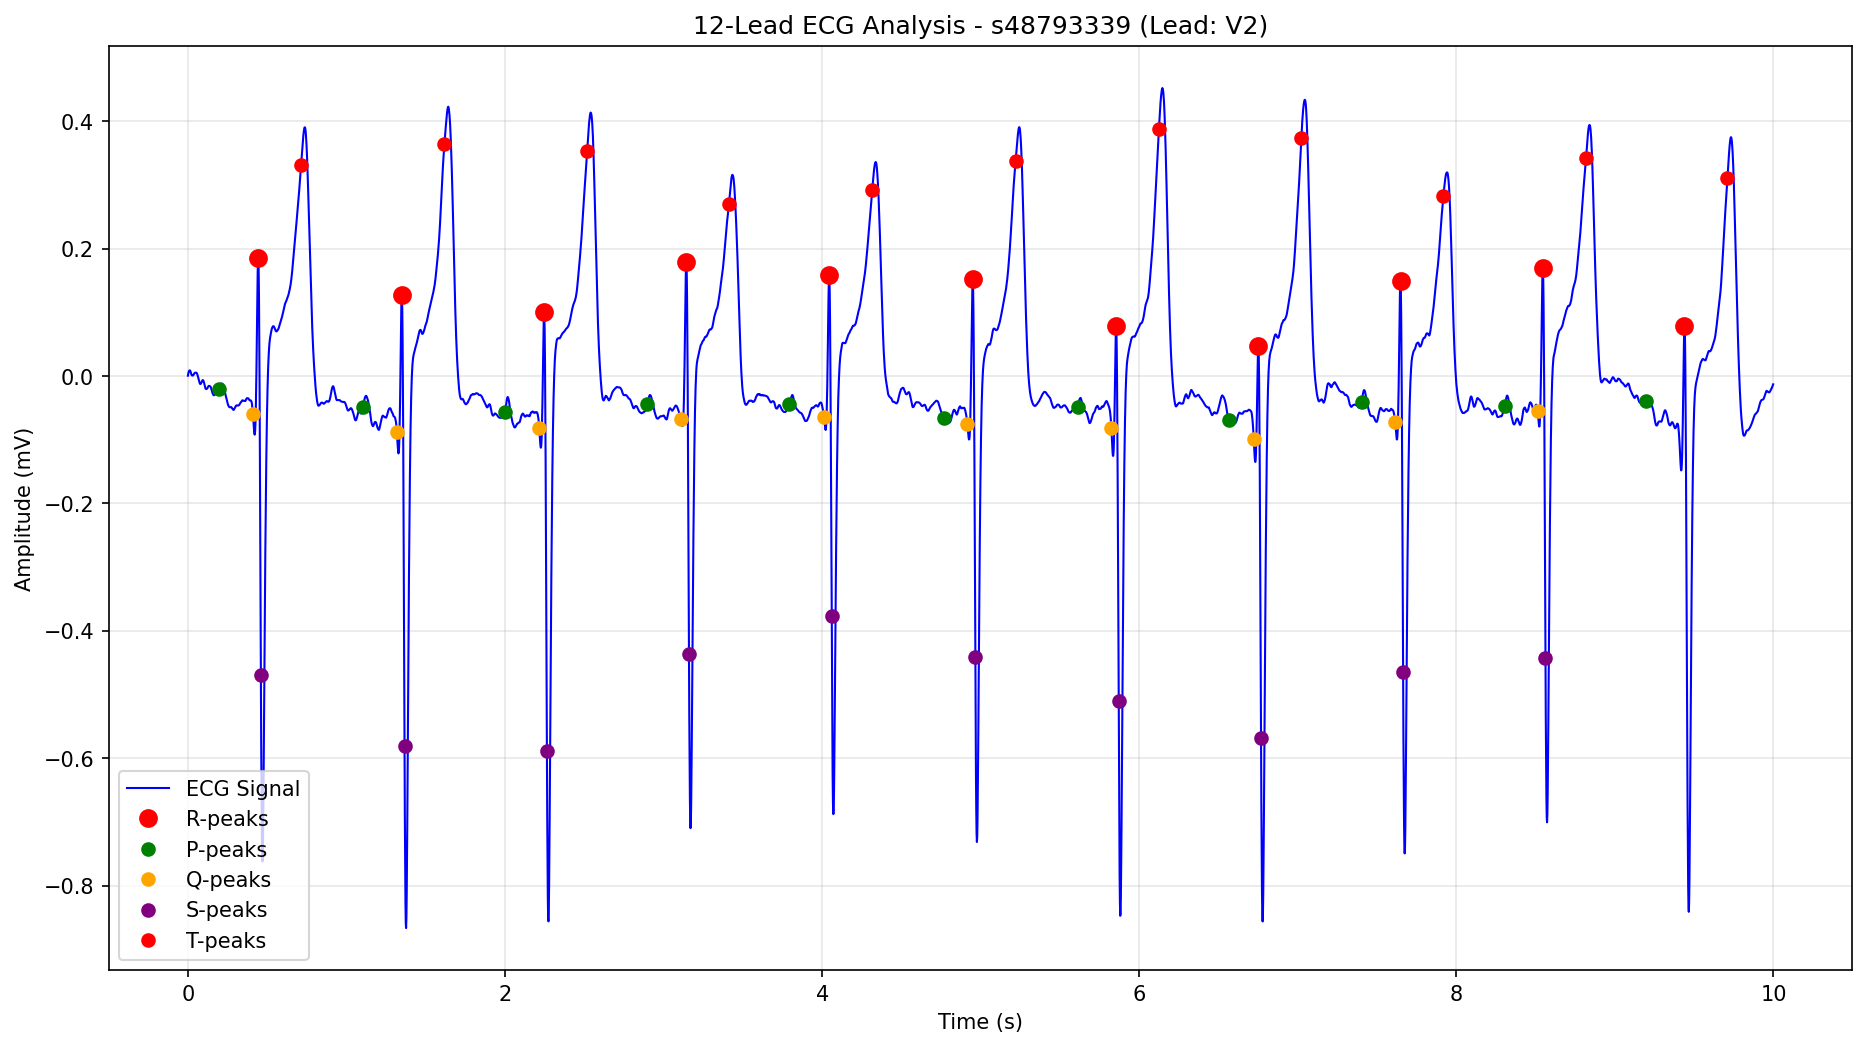 12-Lead ECG Analysis - s48793339 (Lead: V2)
0.4
0.2
0.0
−0.2
−0.4
−0.6
−0.8
Amplitude (mV)
ECG Signal
R-peaks
P-peaks
Q-peaks
S-peaks
T-peaks
0 2 4 6 8 10
Time (s)